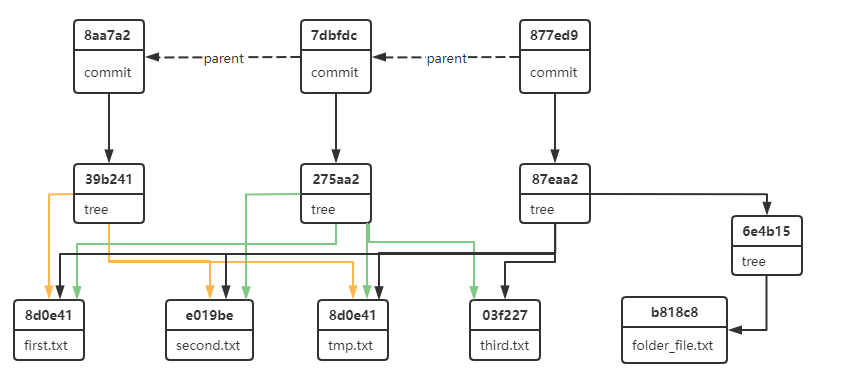 8aa7a2
commit
parent
7dbfdc
commit
parent
877ed9
commit
39b241
tree
275aa2
tree
87eaa2
tree
6e4b15
tree
8d0e41
first.txt
e019be
second.txt
8d0e41
tmp.txt
03f227
third.txt
b818c8
folder_file.txt